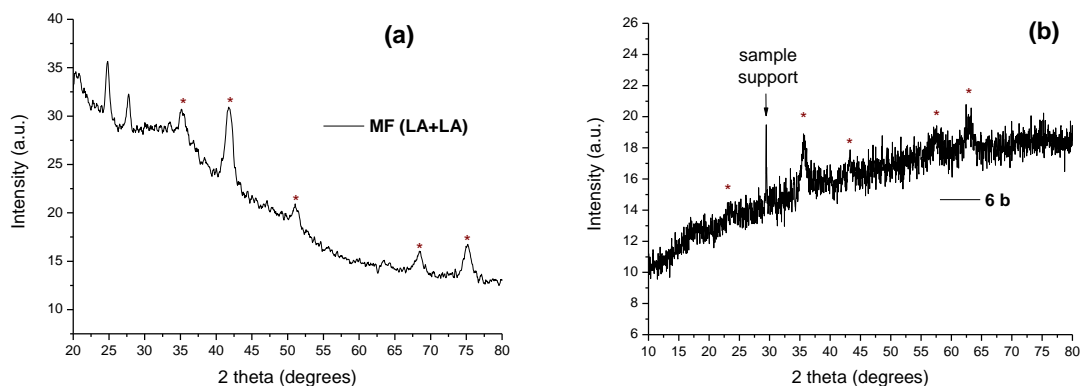 (a)
MF (LA+LA)
* * * * *
Intensity (a.u.)
40
35
30
25
20
15
10
20 25 30 35 40 45 50 55 60 65 70 75 80
2 theta (degrees)
(b)
sample
support
* * * * *
6 b
Intensity (a.u.)
26
24
22
20
18
16
14
12
10
8
6
10 15 20 25 30 35 40 45 50 55 60 65 70 75 80
2 theta (degrees)